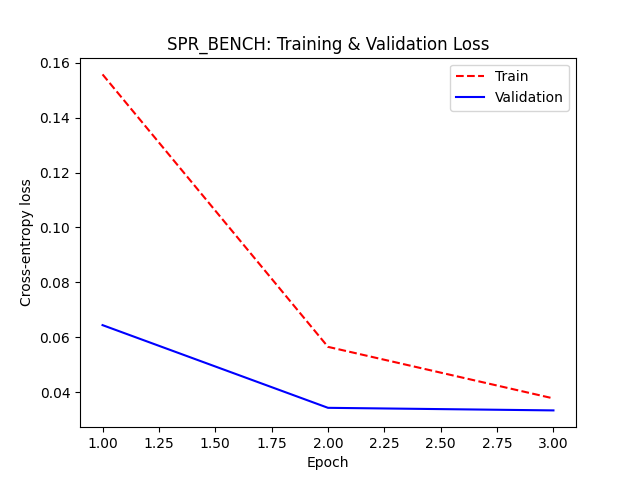 SPR_BENCH: Training & Validation Loss
Train
Validation
Cross-entropy loss
0.16
0.14
0.12
0.10
0.08
0.06
0.04
1.00 1.25 1.50 1.75 2.00 2.25 2.50 2.75 3.00
Epoch